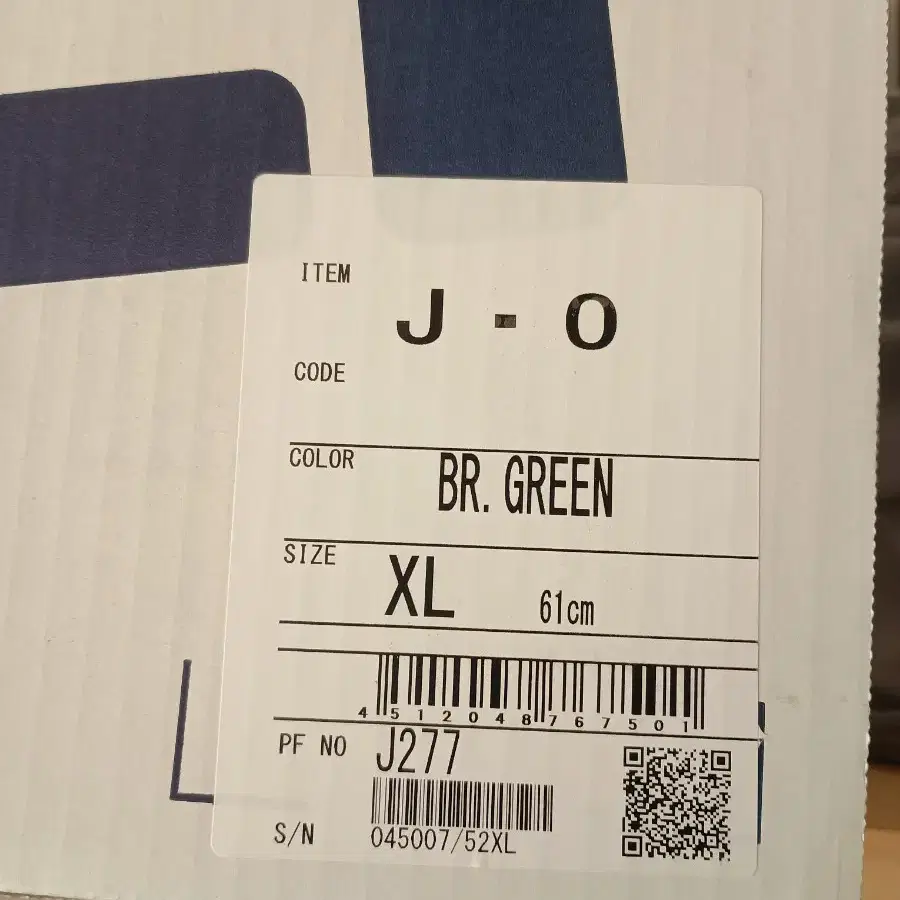 ITEM
J - O
CODE
COLOR BR. GREEN
SIZE XL 61cm
4 512048 767501
PF NO J277
S/N 045007/52XL